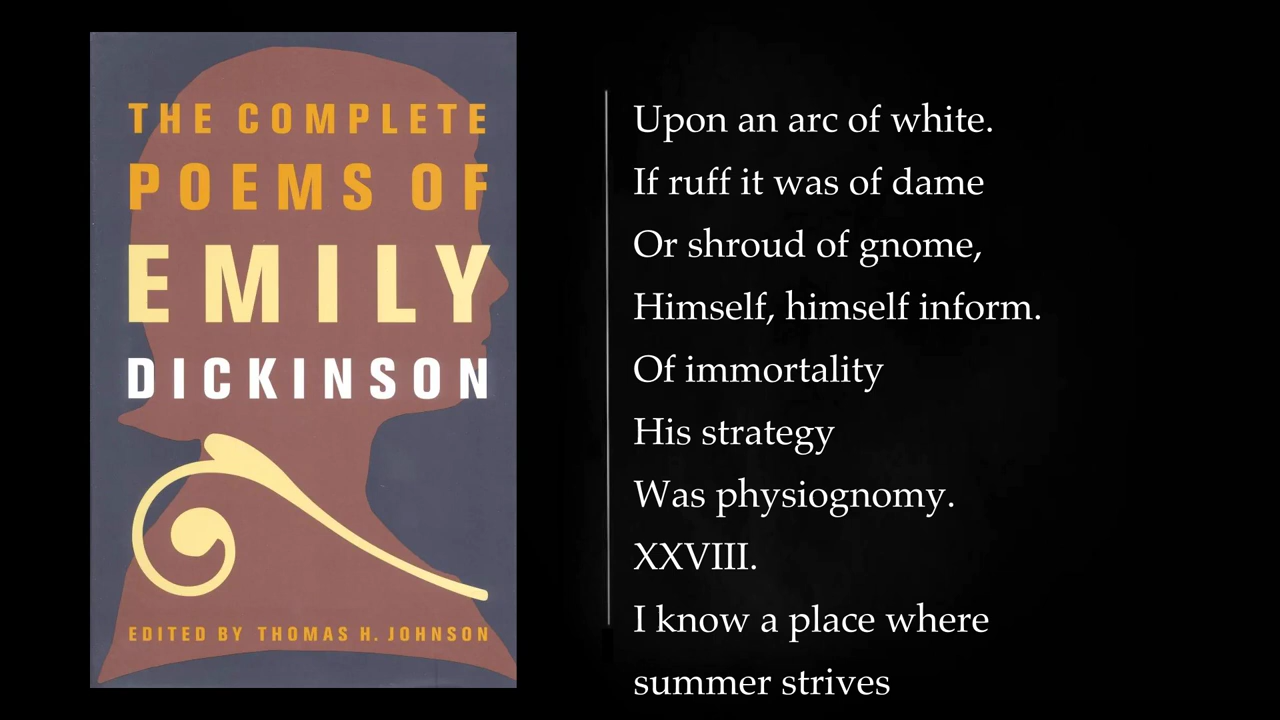 THE COMPLETE
POEMS OF
EMILY
DICKINSON
EDITED BY THOMAS H. JOHNSON
Upon an arc of white.
If ruff it was of dame
Or shroud of gnome,
Himself, himself inform.
Of immortality
His strategy
Was physiognomy.
XXVIII.
I know a place where
summer strives